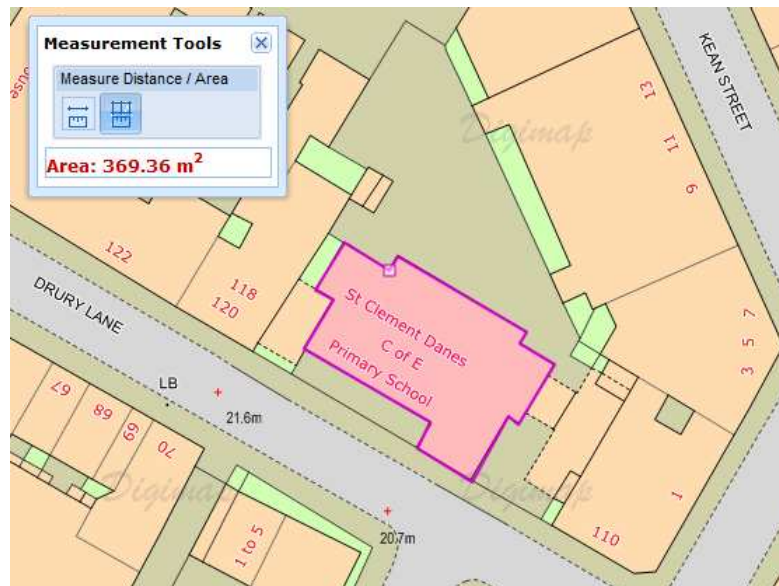 Measurement Tools
Measure Distance / Area
Area: 369.36 m²
KEAN STREET
13
11
9
Digimap
122
118
120
DRURY LANE
St Clement Danes
C of E
Primary School
7
5
3
LB
21.6m
67
68
69
70
Digimap
Digimap
1
110
20.7m
1 to 5